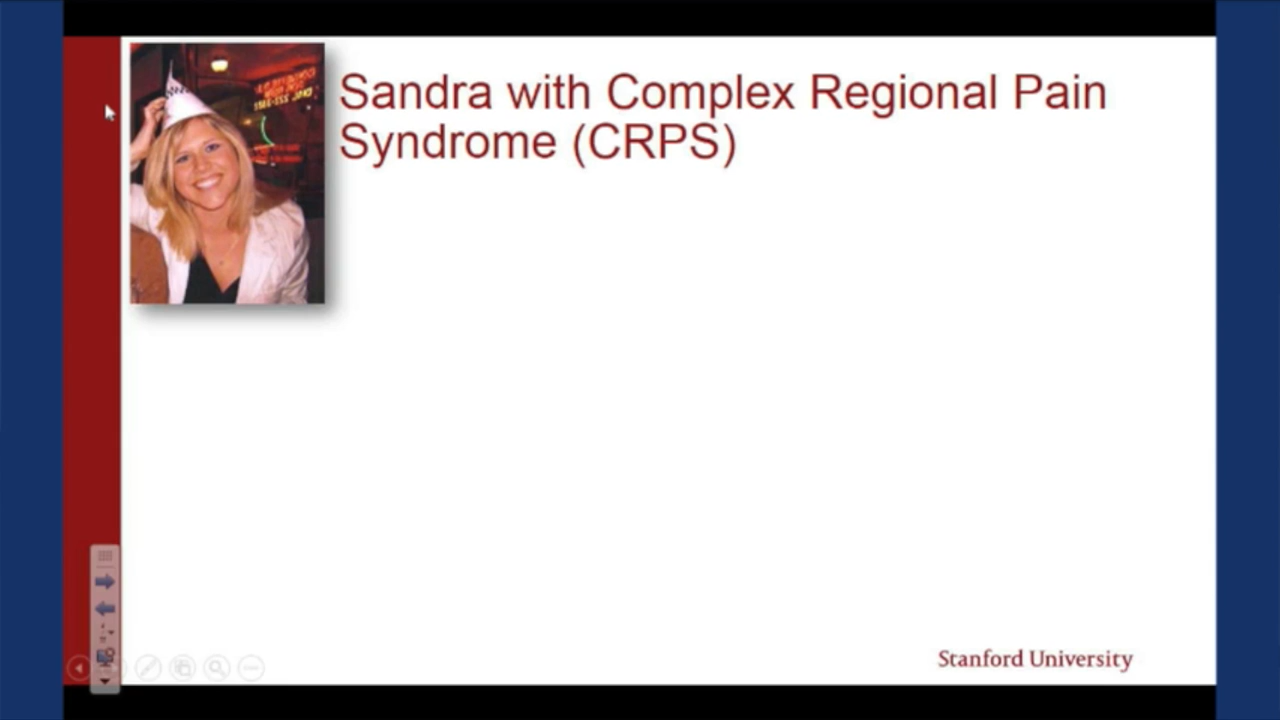 Sandra with Complex Regional Pain
Syndrome (CRPS)
Stanford University